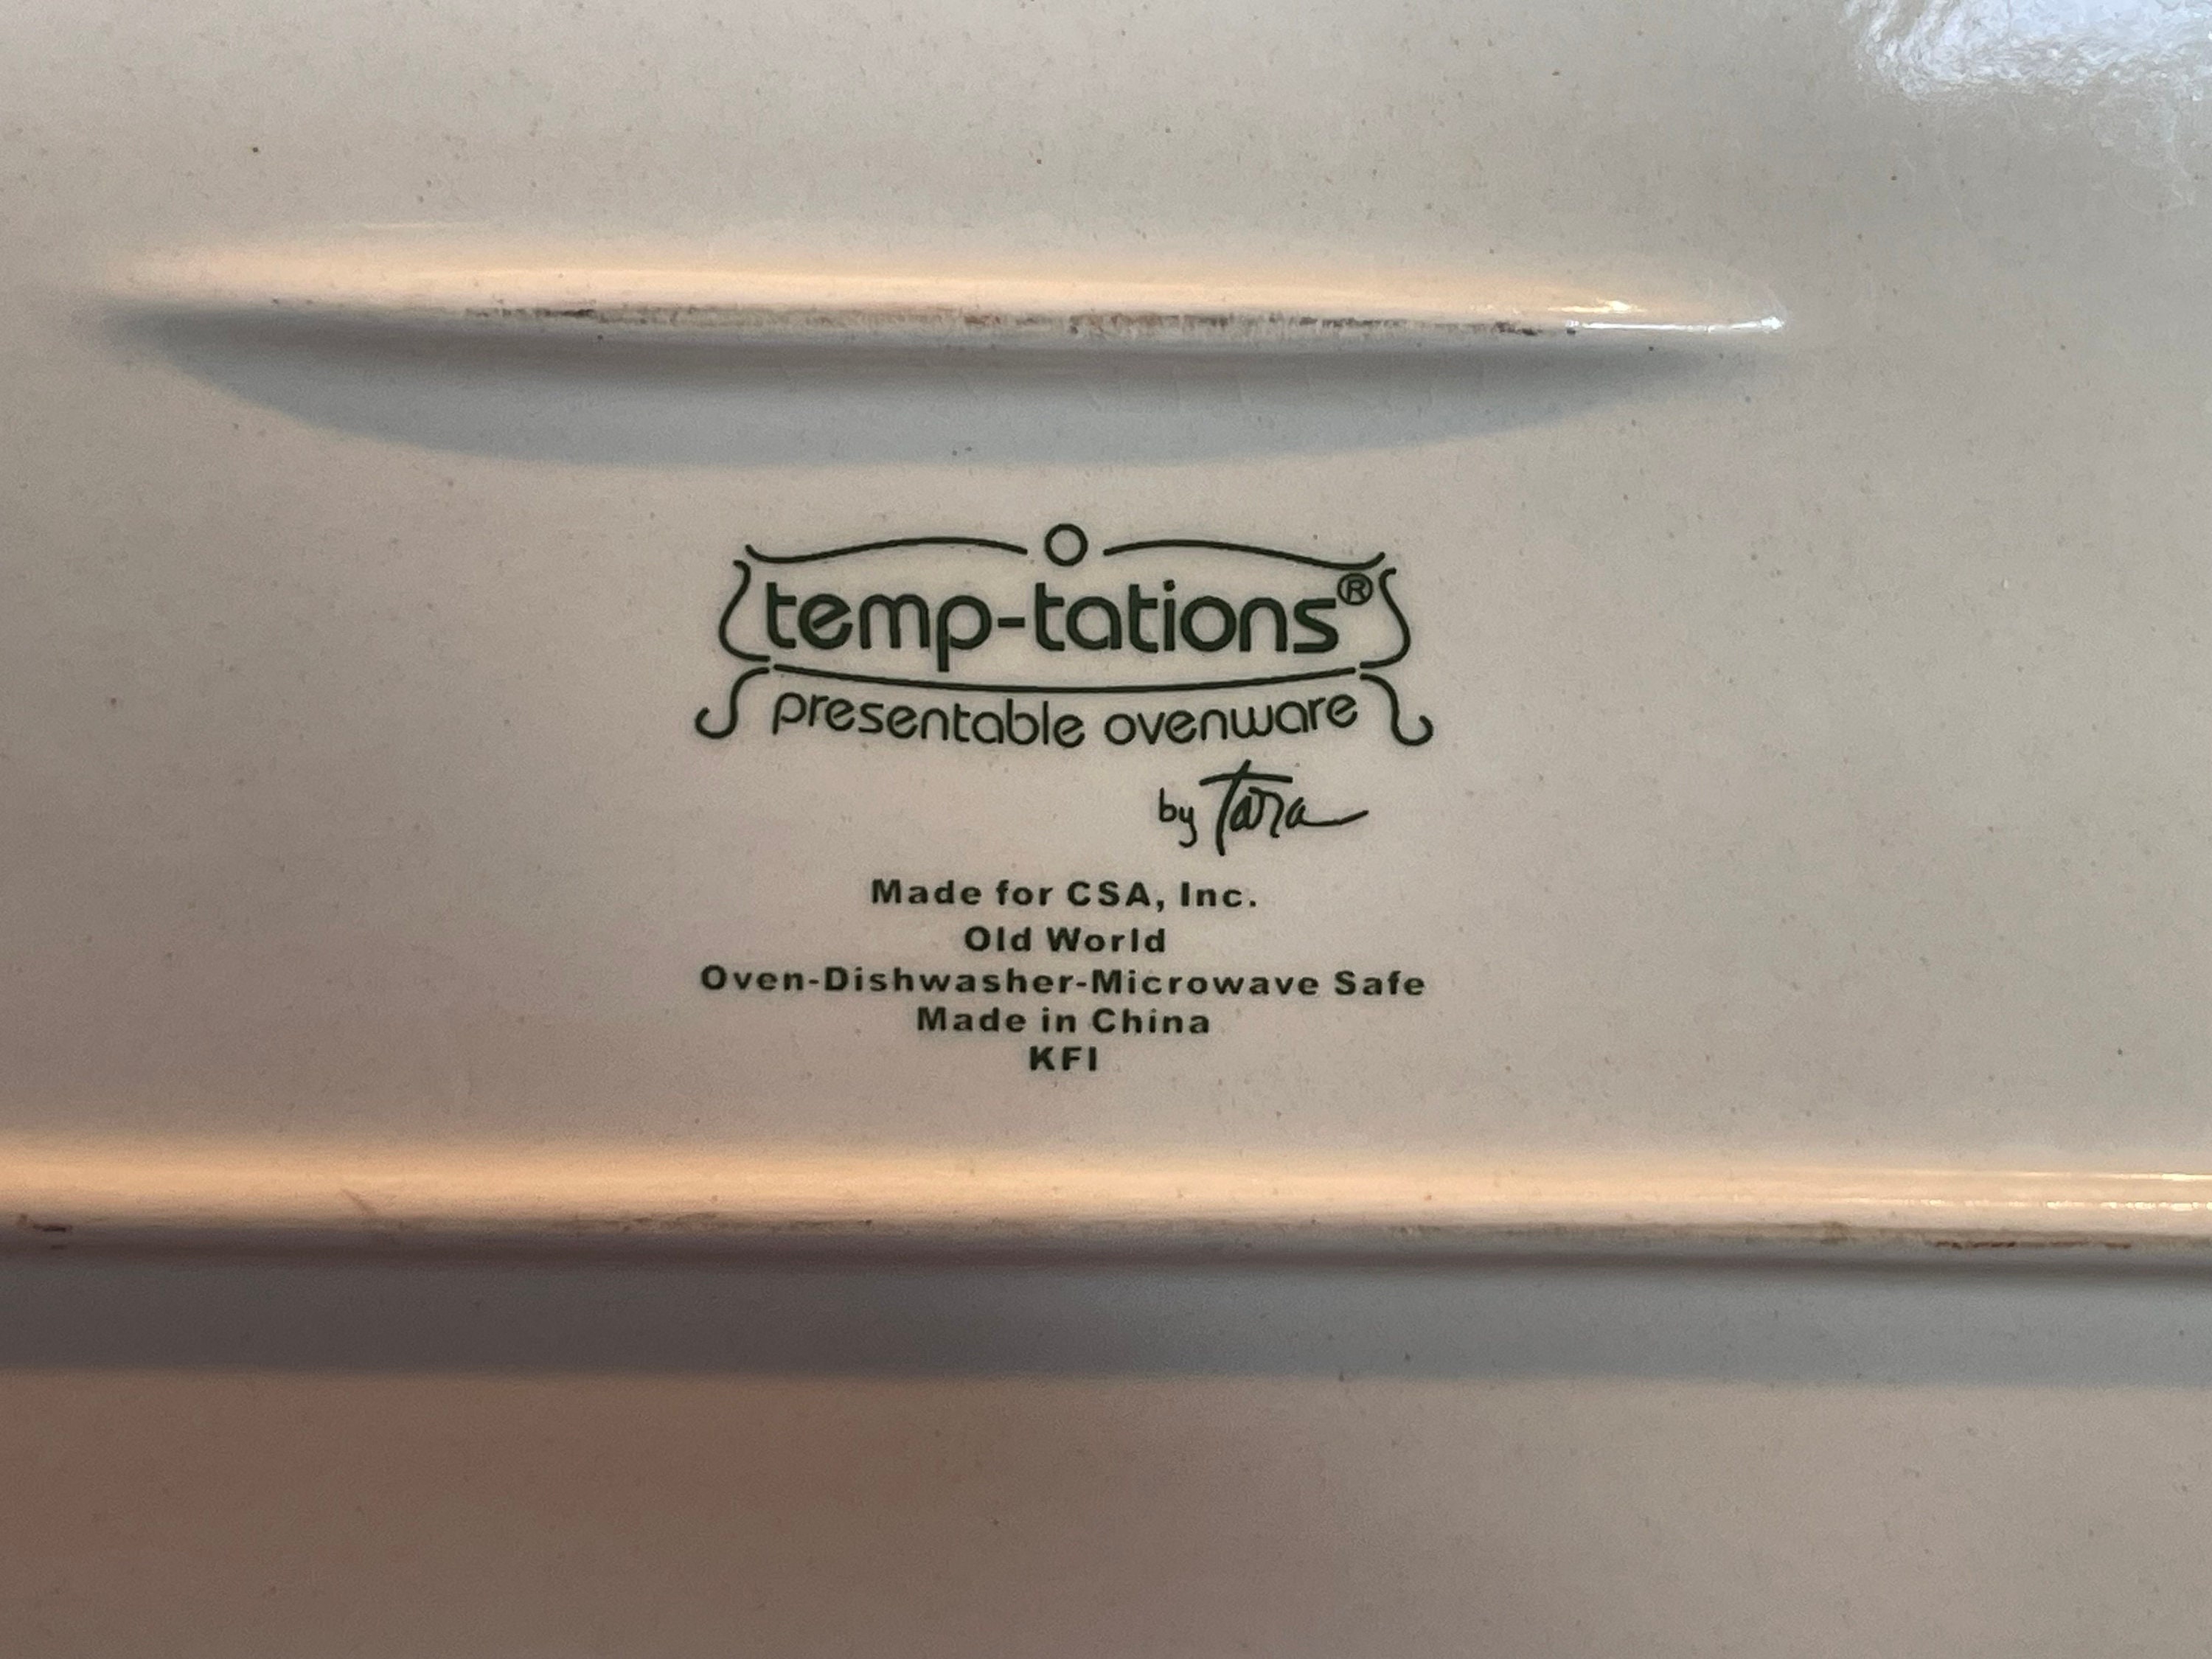 temp-tations®
presentable ovenware
by Tara
Made for CSA, Inc.
Old World
Oven-Dishwasher-Microwave Safe
Made in China
KFI